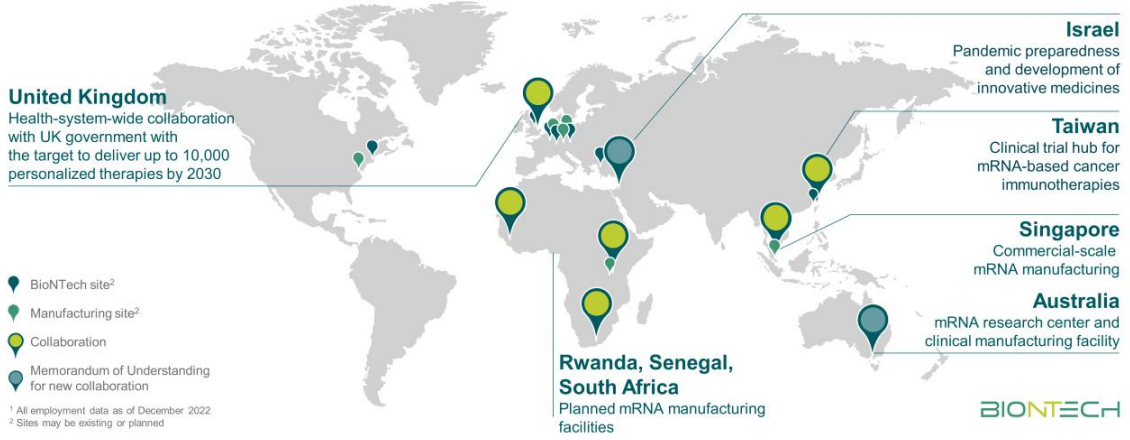 Israel
Pandemic preparedness
and development of
innovative medicines
United Kingdom
Health-system-wide collaboration
with UK government with
the target to deliver up to 10,000
personalized therapies by 2030
Taiwan
Clinical trial hub for
mRNA-based cancer
immunotherapies
Singapore
Commercial-scale
mRNA manufacturing
Australia
mRNA research center and
clinical manufacturing facility
Rwanda, Senegal,
South Africa
Planned mRNA manufacturing
facilities
BioNTech site²
Manufacturing site²
Collaboration
Memorandum of Understanding
for new collaboration
¹ All employment data as of December 2022
² Sites may be existing or planned
BIONTECH